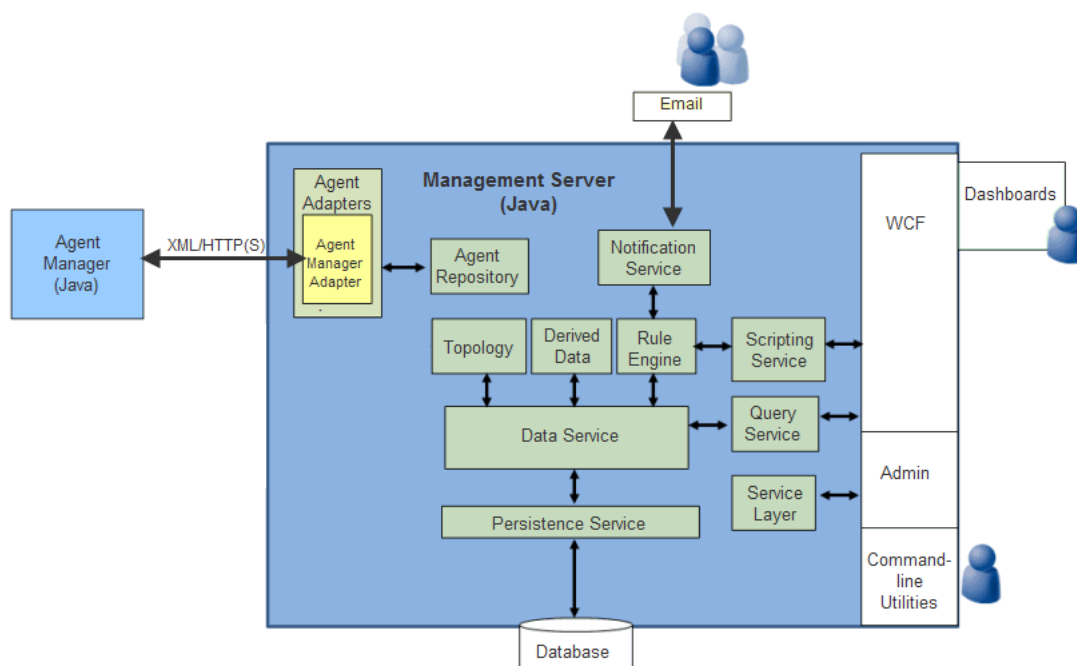 Email
Management Server
(Java)
Agent
Adapters
Agent
Manager
Adapter
Agent
Manager
(Java)
XML/HTTP(S)
Agent
Repository
Notification
Service
WCF
Dashboards
Topology
Derived
Data
Rule
Engine
Scripting
Service
Data Service
Query
Service
Admin
Service
Layer
Persistence Service
Command-
line
Utilities
Database